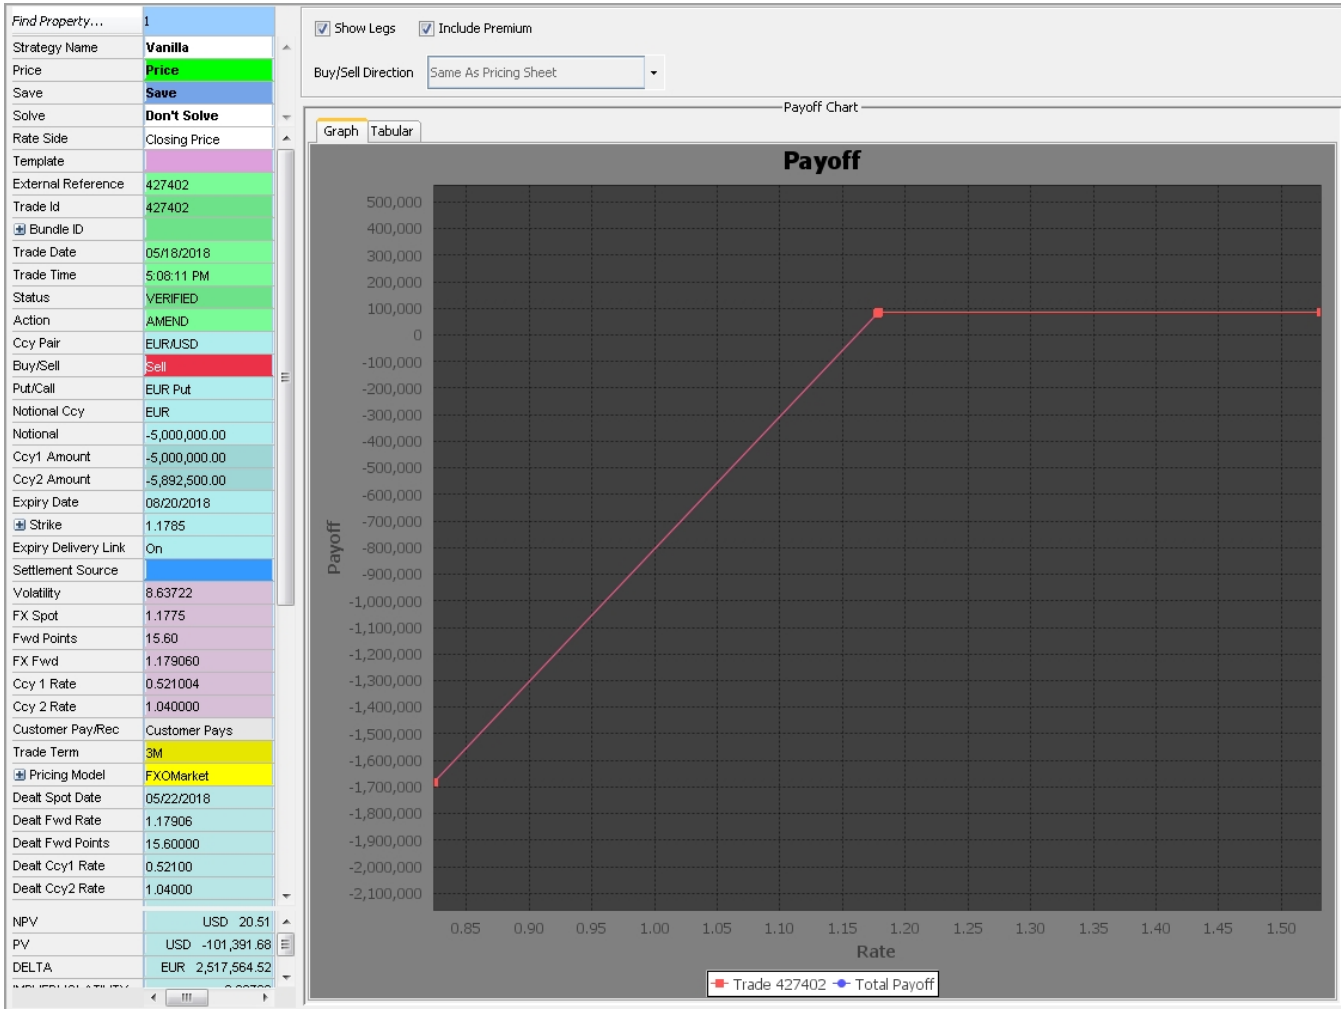 Find Property... 1
Strategy Name Vanilla
Price Price
Save Save
Solve Don't Solve
Rate Side Closing Price
Template
External Reference 427402
Trade Id 427402
Bundle ID
Trade Date 05/18/2018
Trade Time 5:08:11 PM
Status VERIFIED
Action AMEND
Ccy Pair EUR/USD
Buy/Sell Sell
Put/Call EUR Put
Notional Ccy EUR
Notional -5,000,000.00
Ccy1 Amount -5,000,000.00
Ccy2 Amount -5,892,500.00
Expiry Date 08/20/2018
Strike 1.1785
Expiry Delivery Link On
Settlement Source
Volatility 8.63722
FX Spot 1.1775
Fwd Points 15.60
FX Fwd 1.179060
Ccy 1 Rate 0.521004
Ccy 2 Rate 1.040000
Customer Pay/Rec Customer Pays
Trade Term 3M
Pricing Model FXOMarket
Dealt Spot Date 05/22/2018
Dealt Fwd Rate 1.17906
Dealt Fwd Points 15.60000
Dealt Ccy1 Rate 0.52100
Dealt Ccy2 Rate 1.04000
NPV USD 20.51
PV USD -101,391.68
DELTA EUR 2,517,564.52
Show Legs Include Premium
Buy/Sell Direction Same As Pricing Sheet
Payoff Chart
Graph Tabular
Payoff
500,000
400,000
300,000
200,000
100,000
0
-100,000
-200,000
-300,000
-400,000
-500,000
-600,000
-700,000
-800,000
-900,000
-1,000,000
-1,100,000
-1,200,000
-1,300,000
-1,400,000
-1,500,000
-1,600,000
-1,700,000
-1,800,000
-1,900,000
-2,000,000
-2,100,000
Payoff
0.85 0.90 0.95 1.00 1.05 1.10 1.15 1.20 1.25 1.30 1.35 1.40 1.45 1.50
Rate
Trade 427402 Total Payoff